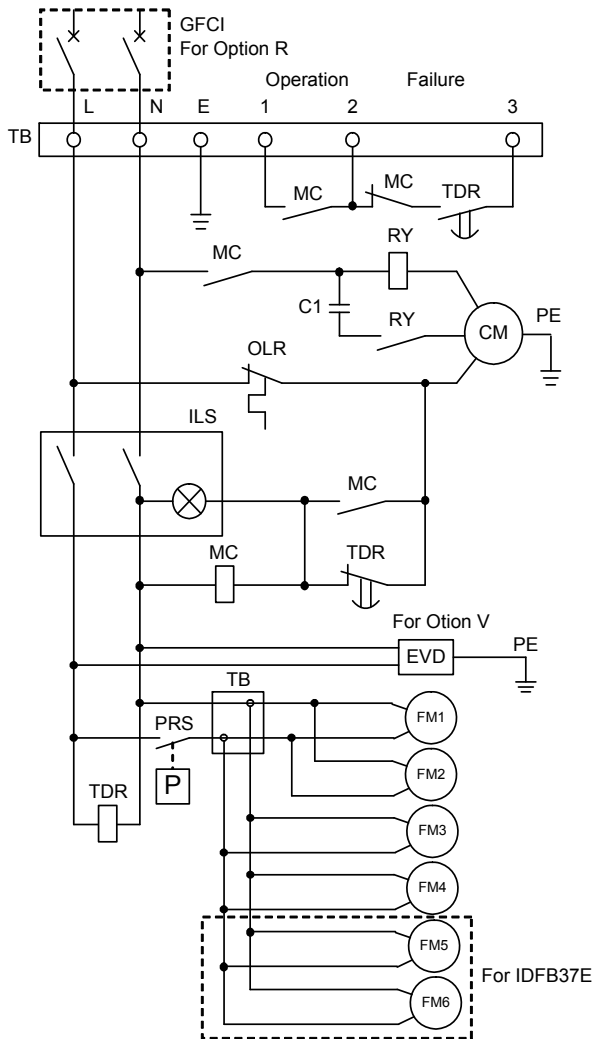 GFCI
For Option R
Operation Failure
L N E 1 2 3
TB
MC MC TDR
MC RY
C1 RY CM PE
OLR
ILS
MC
MC TDR
For Otion V
EVD PE
TB
PRS FM1
P
TDR FM2
FM3
FM4
FM5
For IDFB37E
FM6